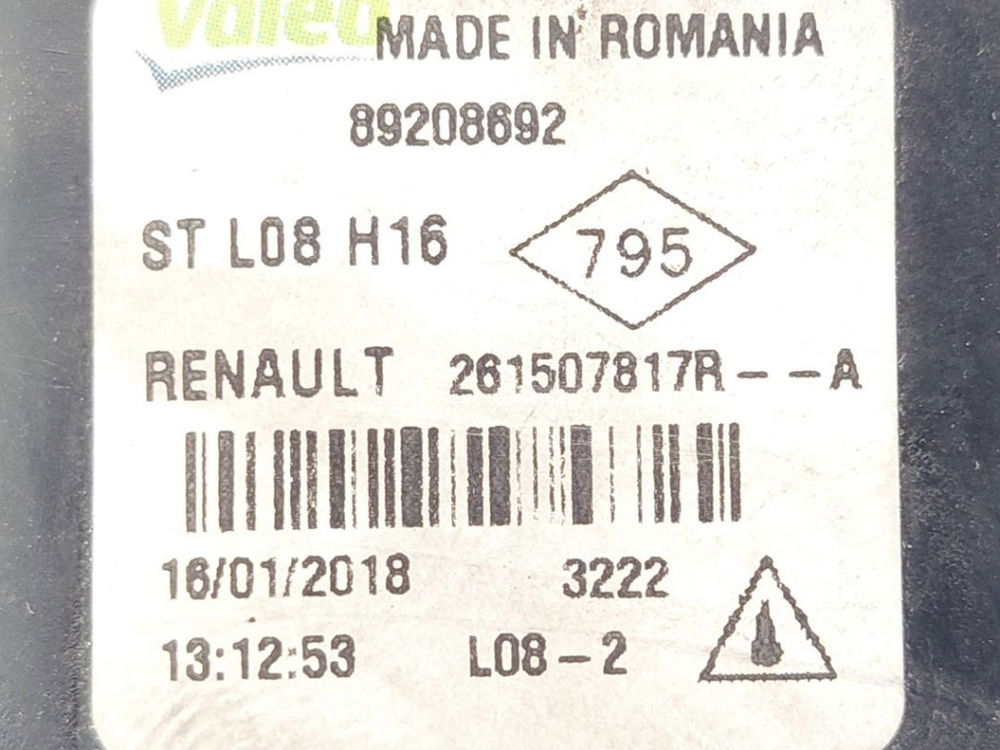 Valeo
MADE IN ROMANIA
89208692
ST L08 H16
795
RENAULT 261507817R--A
16/01/2018 3222
13:12:53 L08-2